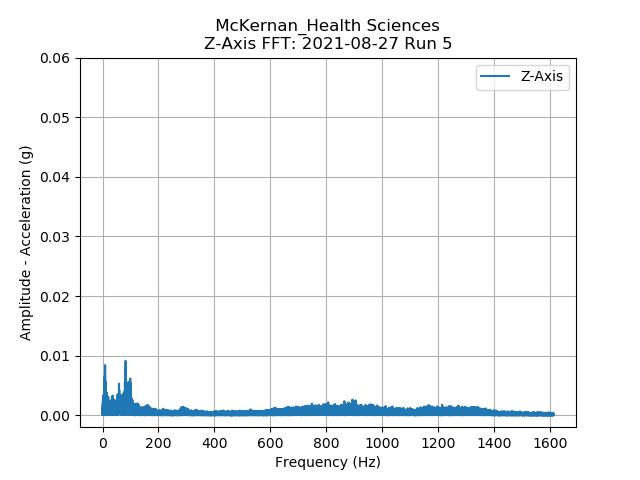 McKernan_Health Sciences
Z-Axis FFT: 2021-08-27 Run 5
Z-Axis
0.06
0.05
0.04
0.03
0.02
0.01
0.00
Amplitude - Acceleration (g)
0 200 400 600 800 1000 1200 1400 1600
Frequency (Hz)